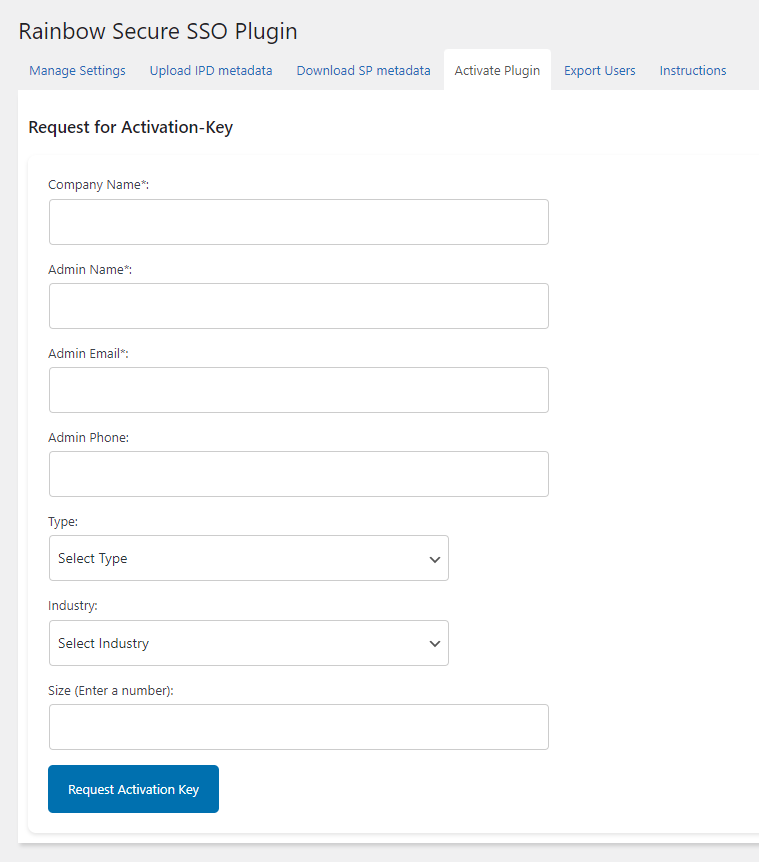 Rainbow Secure SSO Plugin
Manage Settings Upload IPD metadata Download SP metadata Activate Plugin Export Users Instructions
Request for Activation-Key
Company Name*:
Admin Name*:
Admin Email*:
Admin Phone:
Type:
Select Type
Industry:
Select Industry
Size (Enter a number):
Request Activation Key